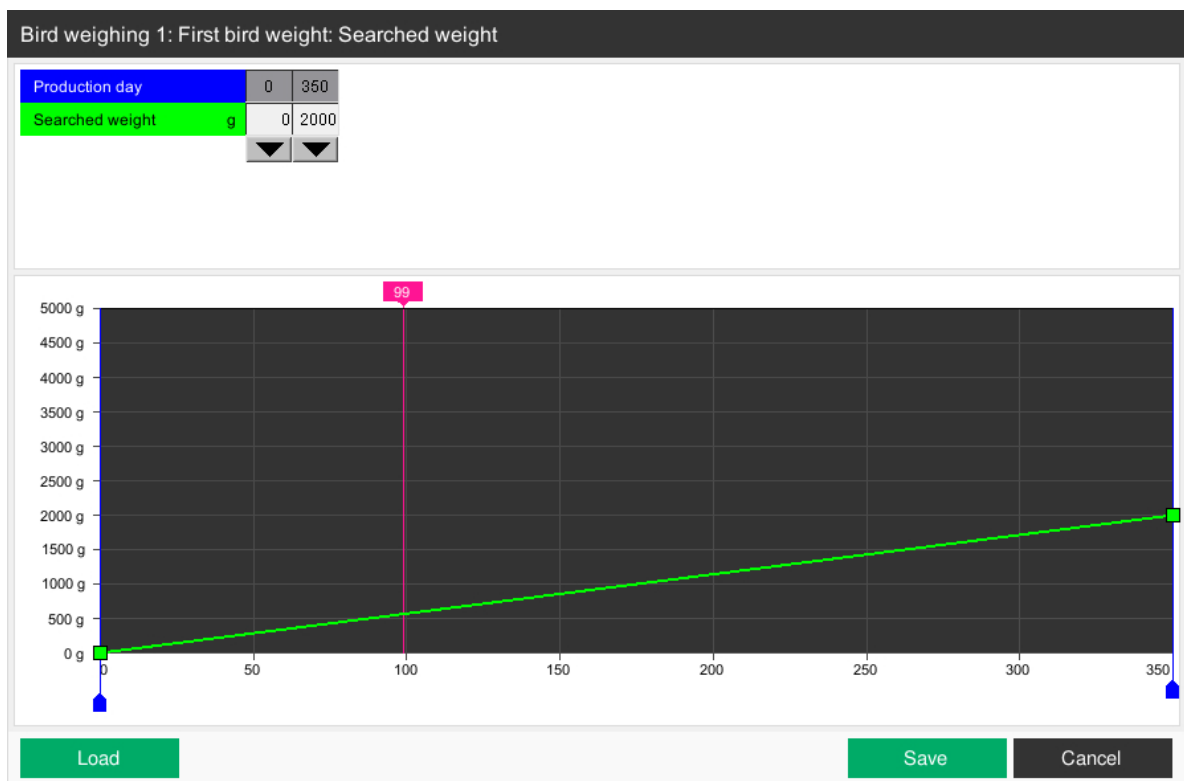 Bird weighing 1: First bird weight: Searched weight
Production day 0 350
Searched weight g 0 2000
99
5000 g
4500 g
4000 g
3500 g
3000 g
2500 g
2000 g
1500 g
1000 g
500 g
0 g
0 50 100 150 200 250 300 350
Load Save Cancel